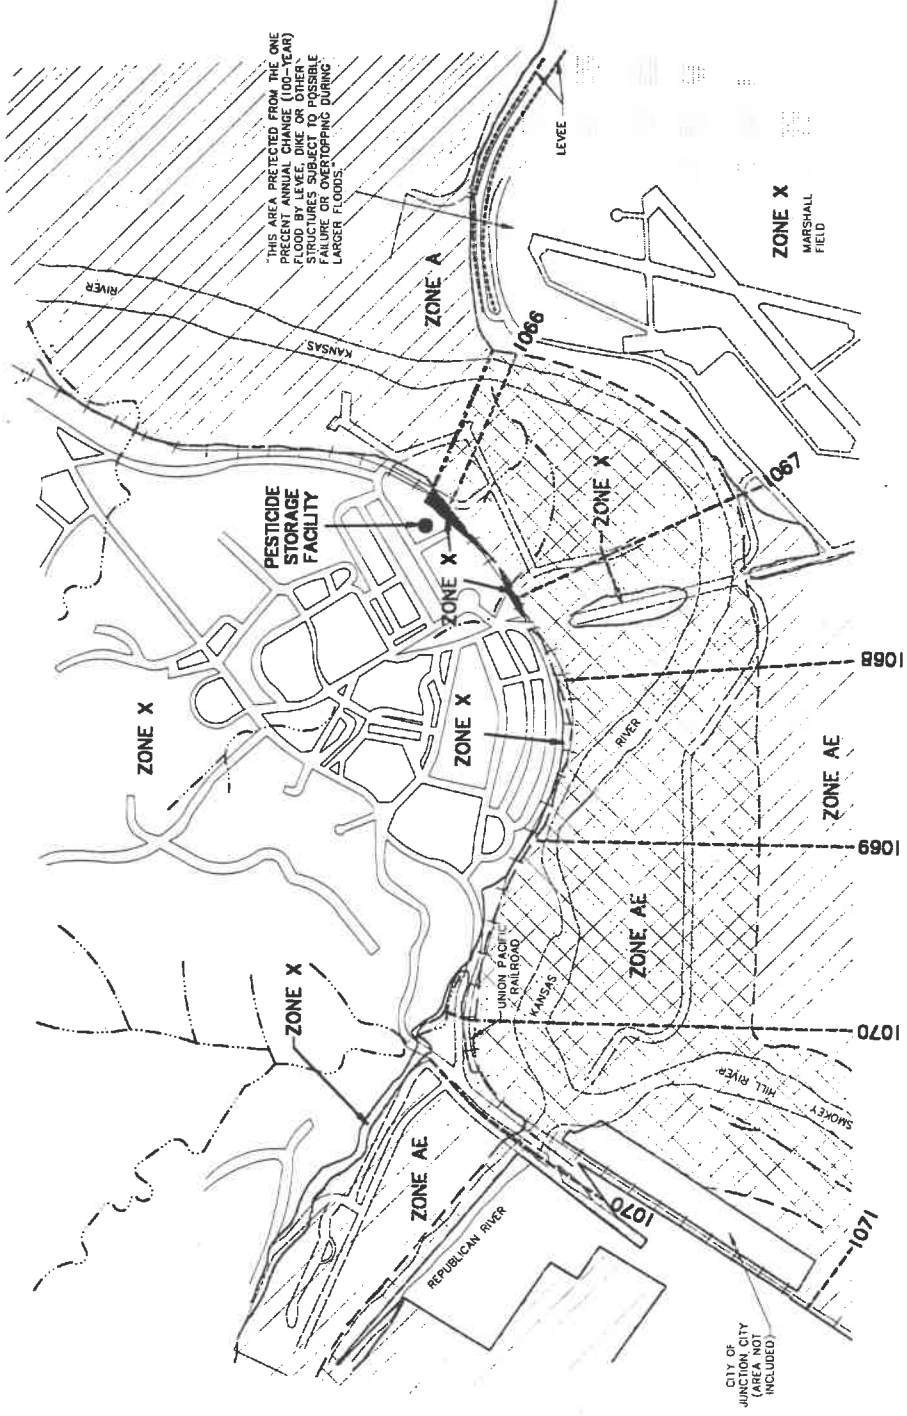 "THIS AREA PRETECTED FROM THE ONE
PRECENT ANNUAL CHANGE (100-YEAR)
FLOOD BY LEVEE, DIKE OR OTHER
STRUCTURES SUBJECT TO POSSIBLE
FAILURE OR OVERTOPPING DURING
LARGER FLOODS."
LEVEE
ZONE A
RIVER
KANSAS
1066
ZONE X
MARSHALL
FIELD
PESTICIDE
STORAGE
FACILITY
ZONE X
ZONE X
1067
1068
ZONE X
ZONE X
RIVER
ZONE AE
1069
ZONE AE
UNION PACIFIC
RAILROAD
KANSAS
ZONE X
1070
SMOKEY
HILL RIVER
ZONE AE
REPUBLICAN RIVER
1070
1071
CITY OF
JUNCTION CITY
(AREA NOT
INCLUDED)